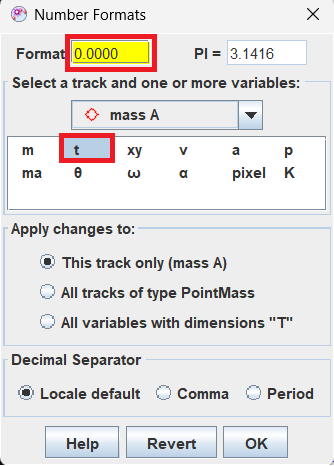 Number Formats
Format 0.0000 PI = 3.1416
Select a track and one or more variables:
mass A
m t xy v a p
ma θ ω α pixel K
Apply changes to:
This track only (mass A)
All tracks of type PointMass
All variables with dimensions "T"
Decimal Separator
Locale default Comma Period
Help Revert OK